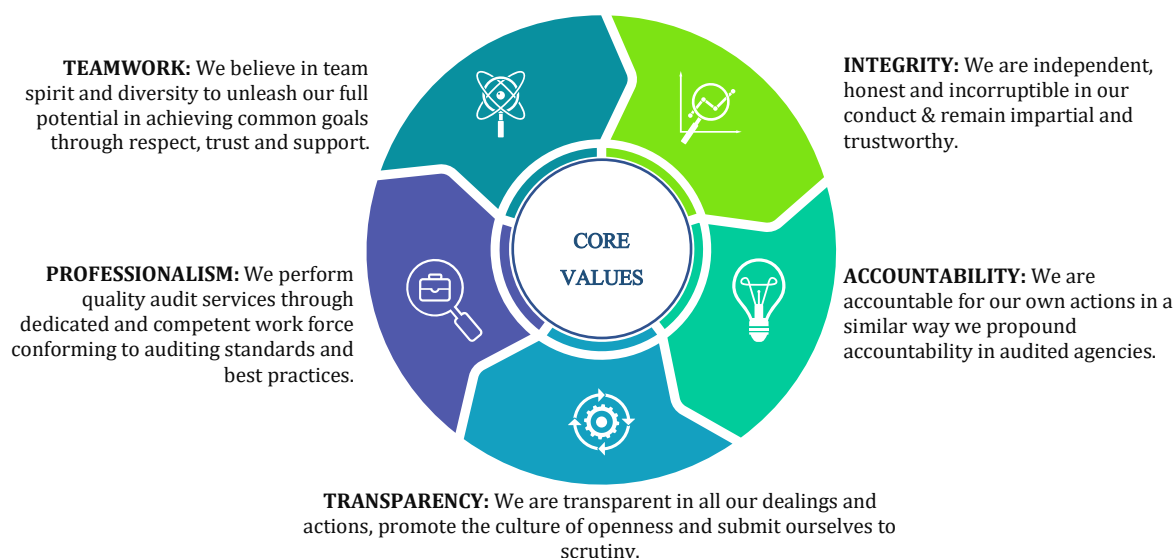 TEAMWORK: We believe in team
spirit and diversity to unleash our full
potential in achieving common goals
through respect, trust and support.
INTEGRITY: We are independent,
honest and incorruptible in our
conduct & remain impartial and
trustworthy.
CORE
VALUES
PROFESSIONALISM: We perform
quality audit services through
dedicated and competent work force
conforming to auditing standards and
best practices.
ACCOUNTABILITY: We are
accountable for our own actions in a
similar way we propound
accountability in audited agencies.
TRANSPARENCY: We are transparent in all our dealings and
actions, promote the culture of openness and submit ourselves to
scrutiny.